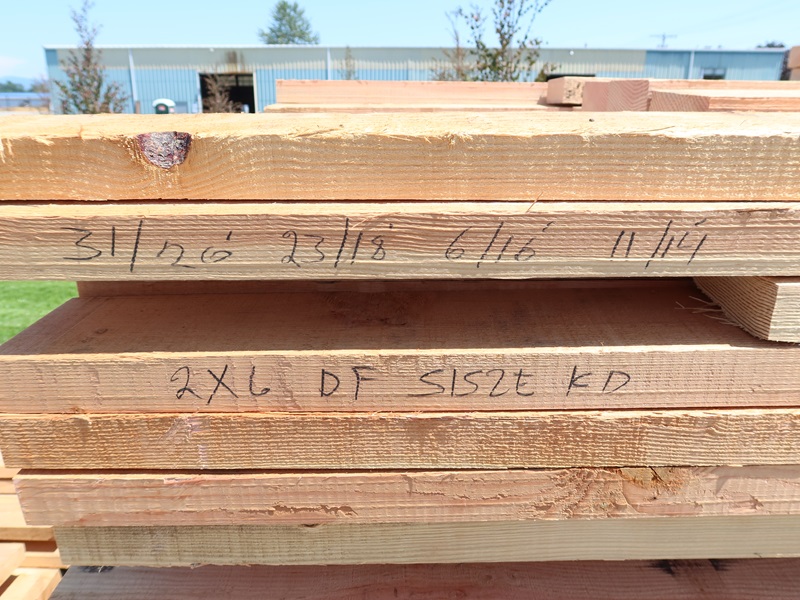 31/20' 23/18' 6/16' 11/14'
2X6 DF S1S2E KD